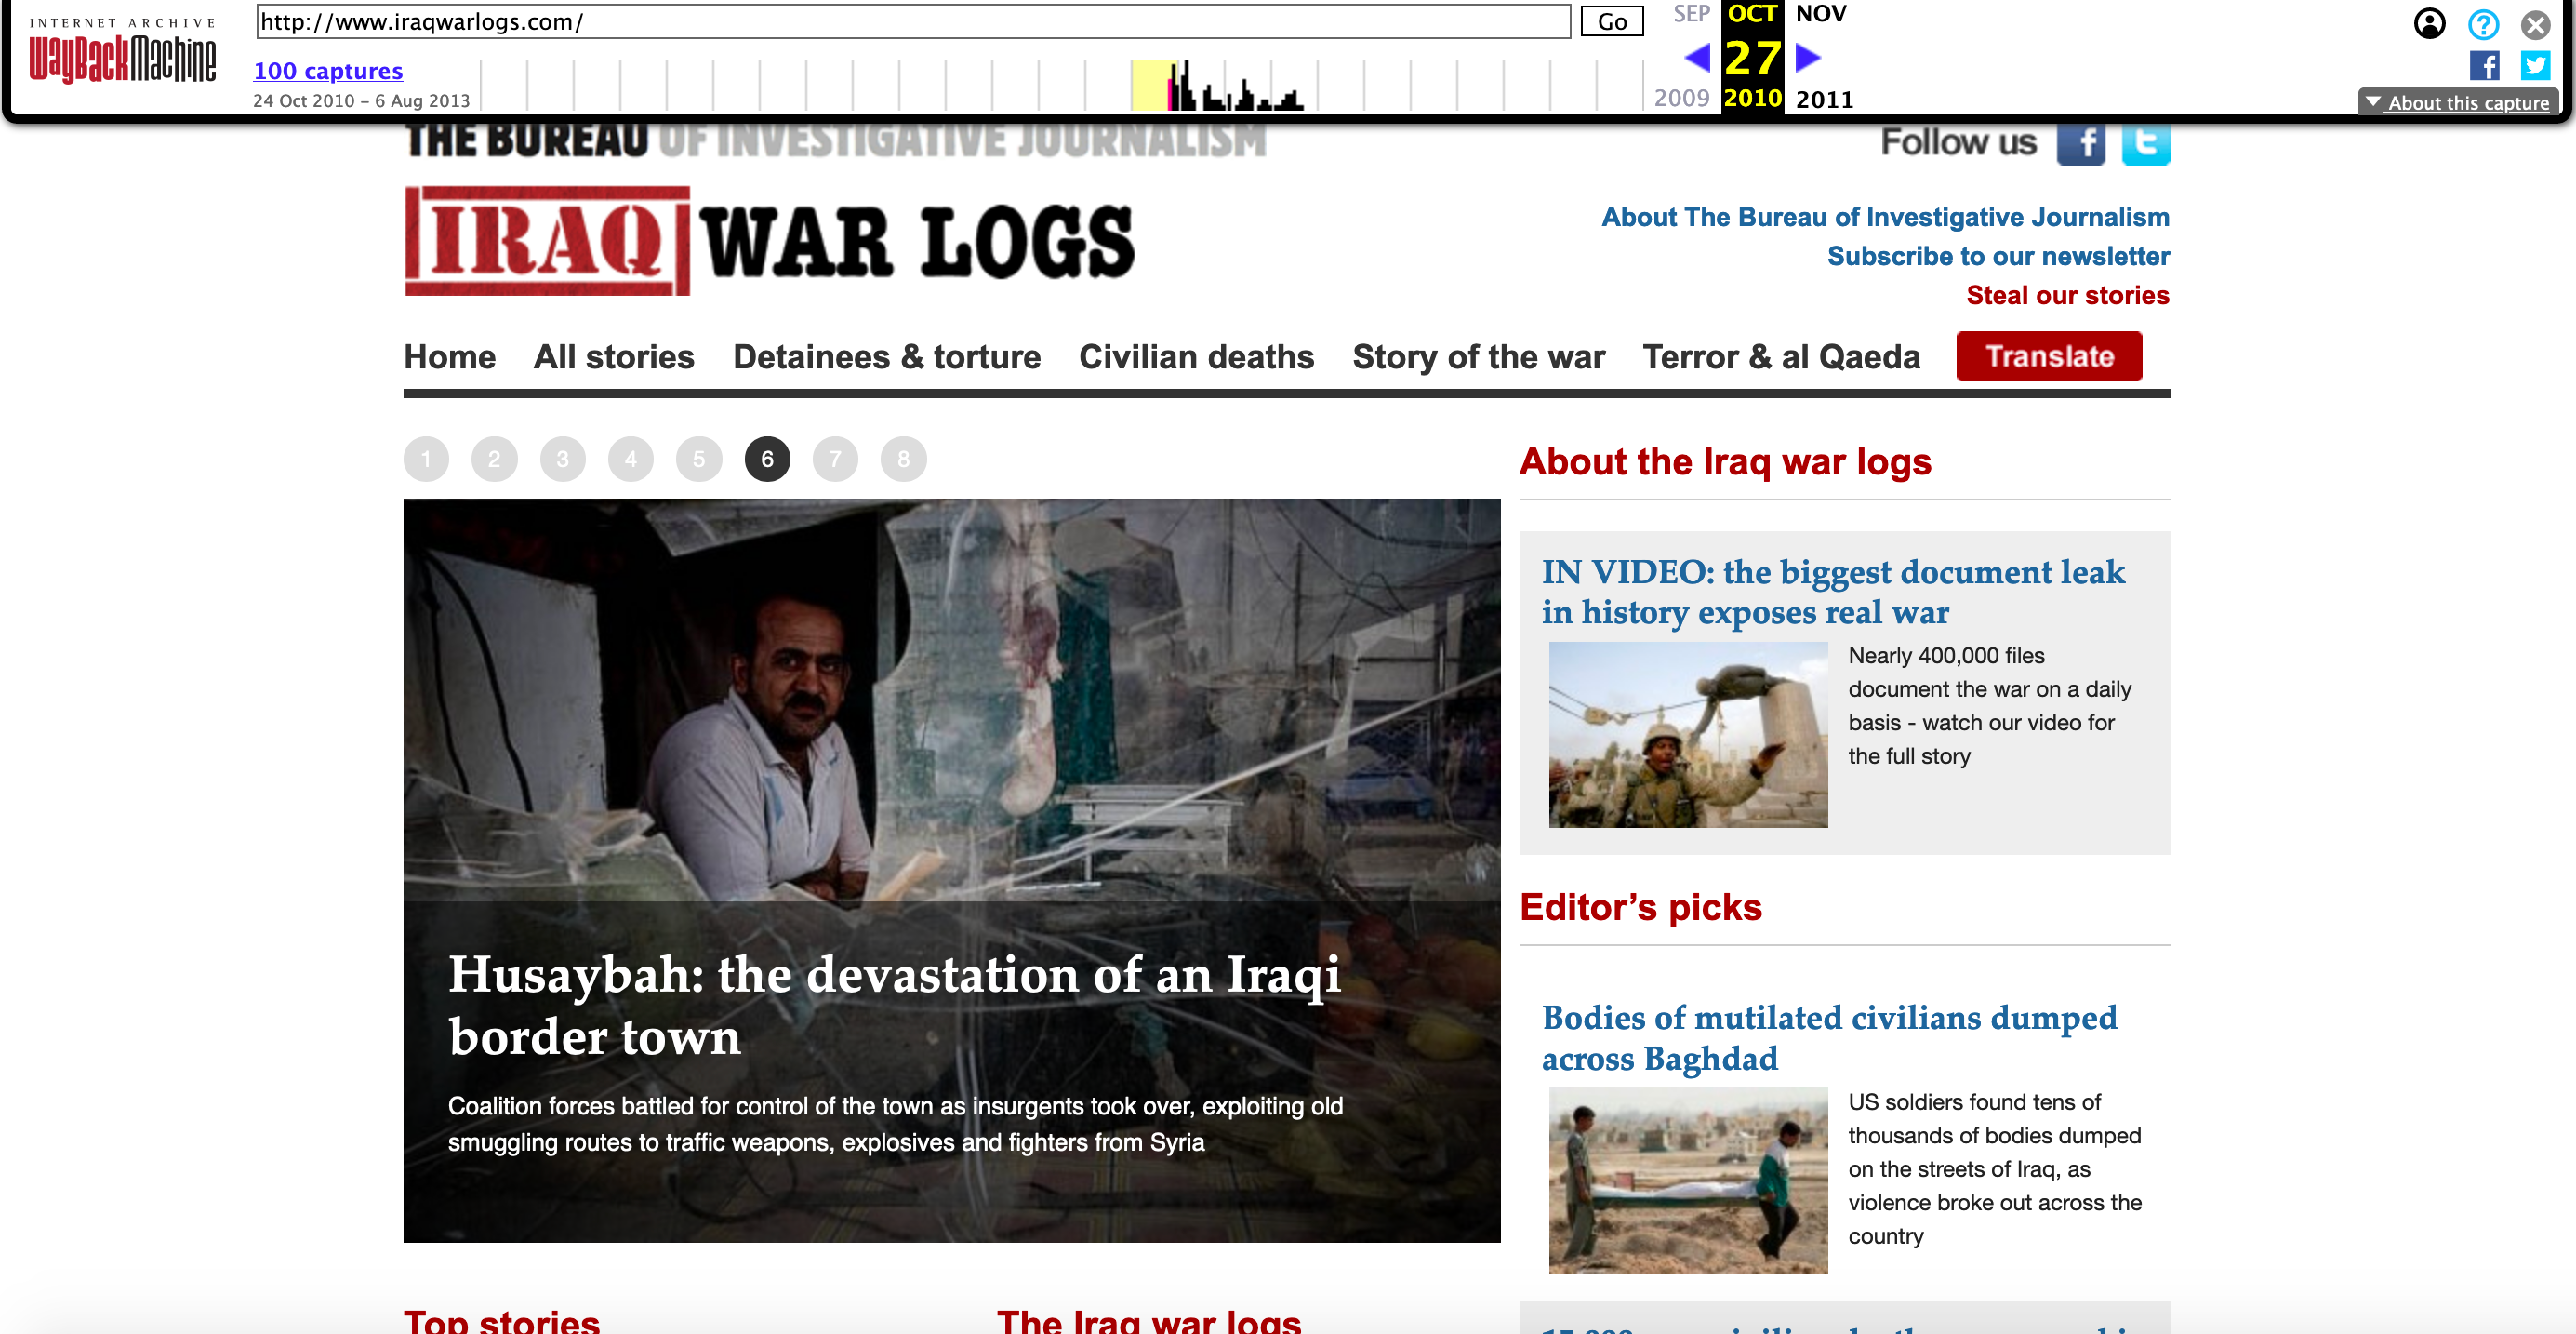 INTERNET ARCHIVE
WayBackMachine
http://www.iraqwarlogs.com/
Go
100 captures
24 Oct 2010 – 6 Aug 2013
SEP OCT NOV
27
2009 2010 2011
About this capture
THE BUREAU OF INVESTIGATIVE JOURNALISM
Follow us
IRAQ WAR LOGS
About The Bureau of Investigative Journalism
Subscribe to our newsletter
Steal our stories
Home All stories Detainees & torture Civilian deaths Story of the war Terror & al Qaeda Translate
1 2 3 4 5 6 7 8
Husaybah: the devastation of an Iraqi
border town
Coalition forces battled for control of the town as insurgents took over, exploiting old
smuggling routes to traffic weapons, explosives and fighters from Syria
About the Iraq war logs
IN VIDEO: the biggest document leak
in history exposes real war
Nearly 400,000 files
document the war on a daily
basis - watch our video for
the full story
Editor’s picks
Bodies of mutilated civilians dumped
across Baghdad
US soldiers found tens of
thousands of bodies dumped
on the streets of Iraq, as
violence broke out across the
country
Top stories
The Iraq war logs